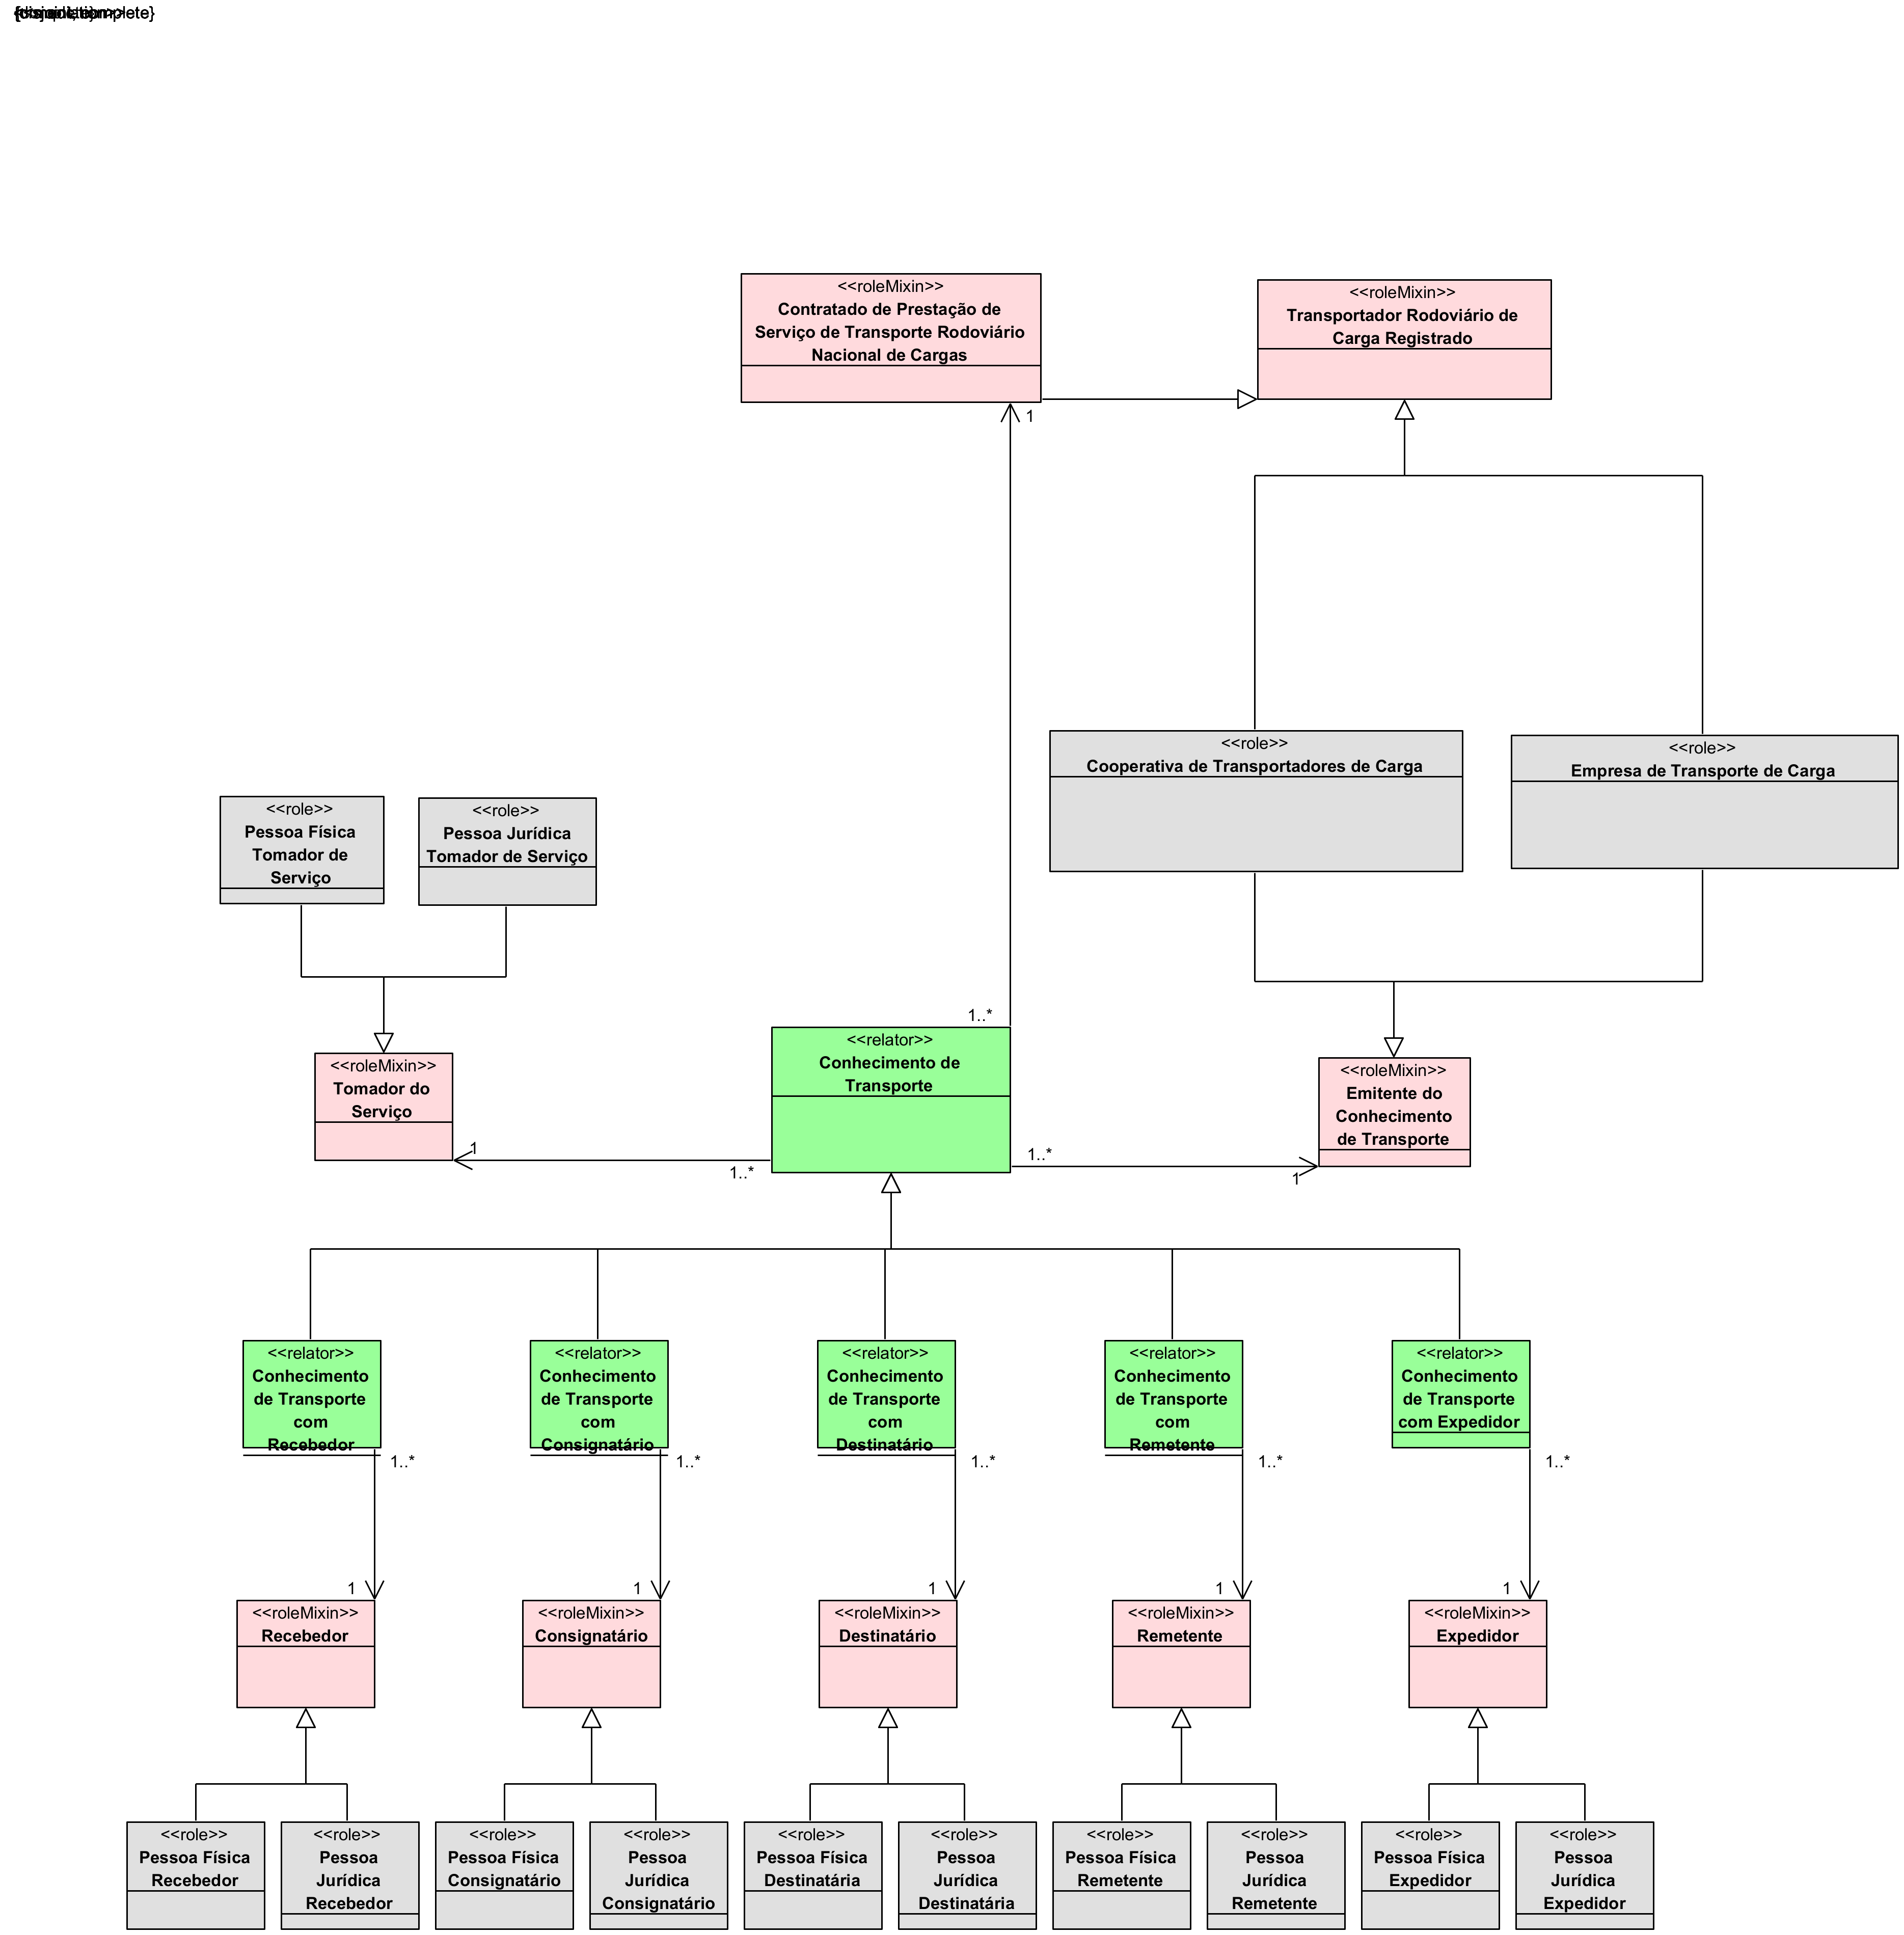 <<roleMixin>>
Contratado de Prestação de
Serviço de Transporte Rodoviário
Nacional de Cargas
<<roleMixin>>
Transportador Rodoviário de
Carga Registrado
1
<<role>>
Cooperativa de Transportadores de Carga
<<role>>
Empresa de Transporte de Carga
<<role>>
Pessoa Física
Tomador de
Serviço
<<role>>
Pessoa Jurídica
Tomador de Serviço
1..*
<<relator>>
Conhecimento de
Transporte
<<roleMixin>>
Tomador do
Serviço
<<roleMixin>>
Emitente do
Conhecimento
de Transporte
1
1..*
1..*
1
<<relator>>
Conhecimento
de Transporte
com
Recebedor
<<relator>>
Conhecimento
de Transporte
com
Consignatário
<<relator>>
Conhecimento
de Transporte
com
Destinatário
<<relator>>
Conhecimento
de Transporte
com
Remetente
<<relator>>
Conhecimento
de Transporte
com Expedidor
1..*
1..*
1..*
1..*
1..*
1
1
1
1
1
<<roleMixin>>
Recebedor
<<roleMixin>>
Consignatário
<<roleMixin>>
Destinatário
<<roleMixin>>
Remetente
<<roleMixin>>
Expedidor
<<role>>
Pessoa Física
Recebedor
<<role>>
Pessoa
Jurídica
Recebedor
<<role>>
Pessoa Física
Consignatário
<<role>>
Pessoa
Jurídica
Consignatário
<<role>>
Pessoa Física
Destinatária
<<role>>
Pessoa
Jurídica
Destinatária
<<role>>
Pessoa Física
Remetente
<<role>>
Pessoa
Jurídica
Remetente
<<role>>
Pessoa Física
Expedidor
<<role>>
Pessoa
Jurídica
Expedidor